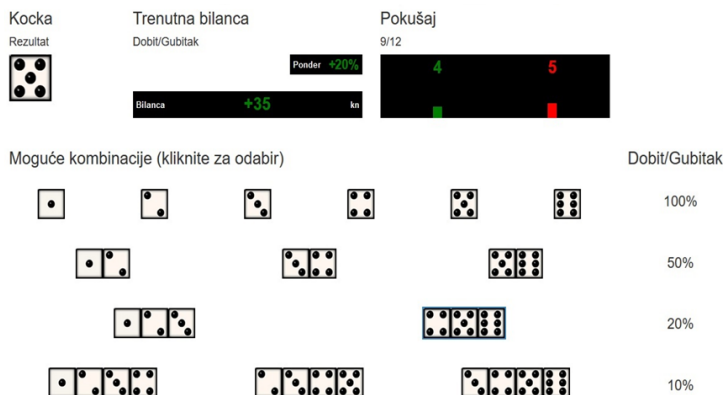 Kocka
Trenutna bilanca
Pokušaj
Rezultat
Dobit/Gubitak
9/12
Ponder +20%
4
5
Bilanca +35 kn
Moguće kombinacije (kliknite za odabir)
Dobit/Gubitak
100%
50%
20%
10%